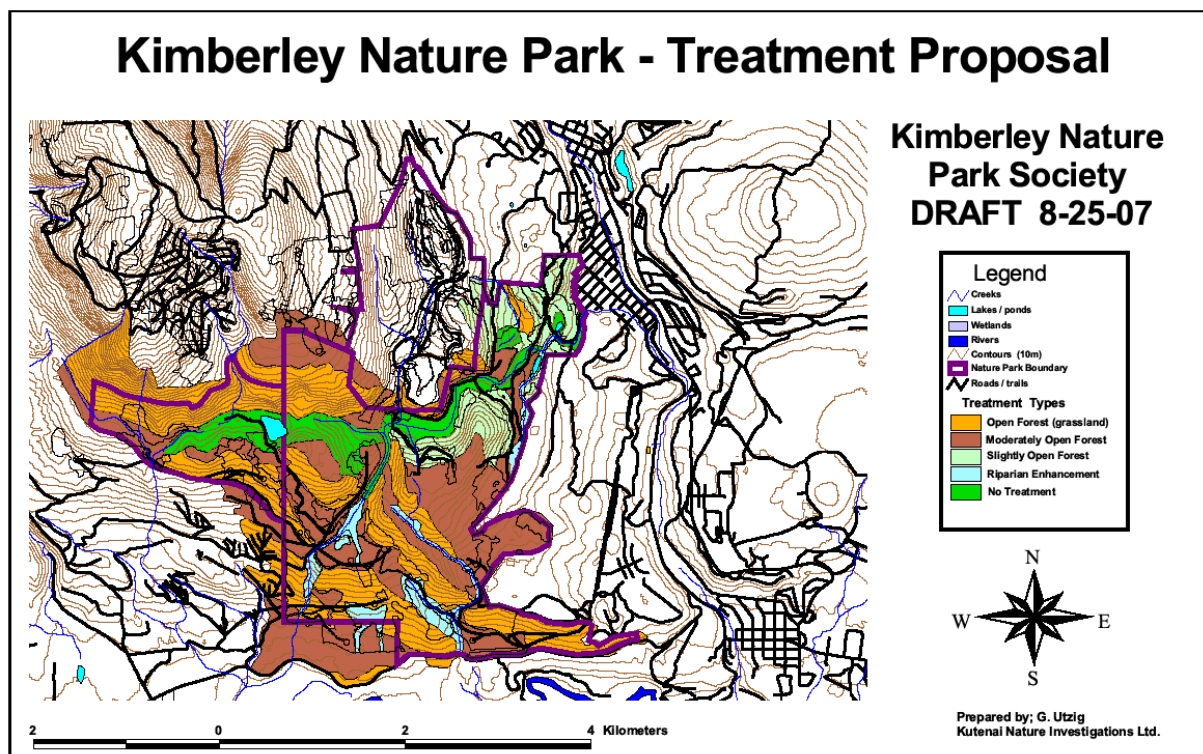 Kimberley Nature Park - Treatment Proposal
Kimberley Nature
Park Society
DRAFT 8-25-07
Legend
Creeks
Lakes / ponds
Wetlands
Rivers
Contours (10m)
Nature Park Boundary
Roads / trails
Treatment Types
Open Forest (grassland)
Moderately Open Forest
Slightly Open Forest
Riparian Enhancement
No Treatment
N
W E
S
2 0 2 4 Kilometers
Prepared by; G. Utzig
Kutenai Nature Investigations Ltd.